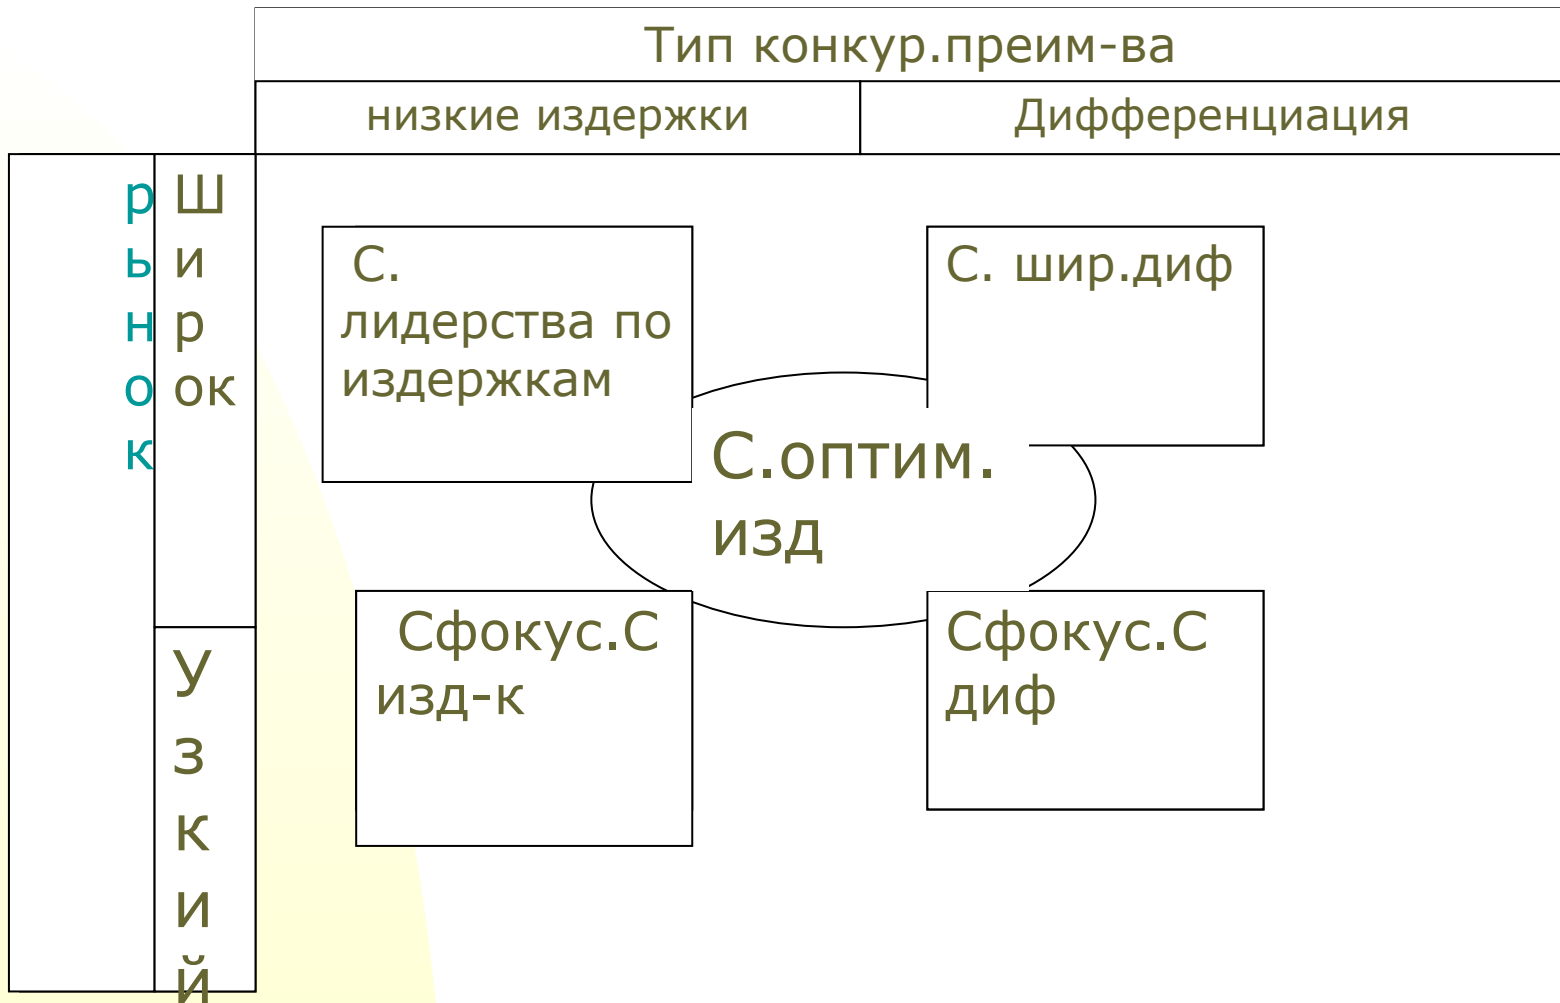 Тип конкур.преим-ва
низкие издержки
Дифференциация
р
ы
н
о
к
Ш
и
р
ок
С.
лидерства по
издержкам
С. шир.диф
С.оптим.
изд
Сфокус.С
изд-к
Сфокус.С
диф
У
з
к
и
й